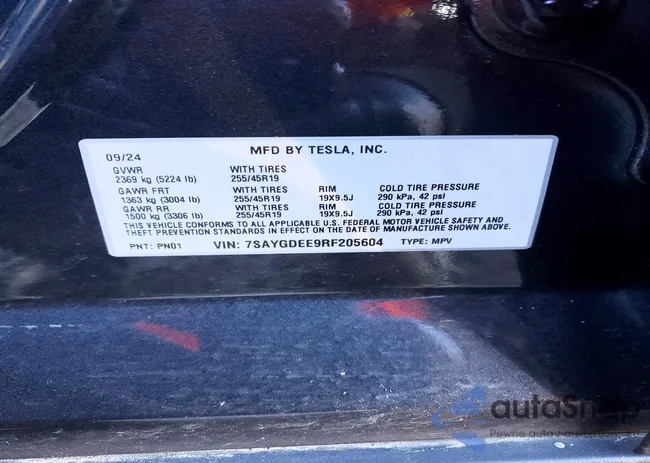 MFD BY TESLA, INC.
09/24
GVWR WITH TIRES
2369 kg (5224 lb) 255/45R19
GAWR FRT WITH TIRES RIM COLD TIRE PRESSURE
1363 kg (3004 lb) 255/45R19 19X9.5J 290 kPa, 42 psi
GAWR RR WITH TIRES RIM COLD TIRE PRESSURE
1500 kg (3306 lb) 255/45R19 19X9.5J 290 kPa, 42 psi
THIS VEHICLE CONFORMS TO ALL APPLICABLE U.S. FEDERAL MOTOR VEHICLE SAFETY AND
THEFT PREVENTION STANDARDS IN EFFECT ON THE DATE OF MANUFACTURE SHOWN ABOVE.
PNT: PN01 VIN: 7SAYGDEE9RF205604 TYPE: MPV
autaSnap
Pewne auta z aukcji